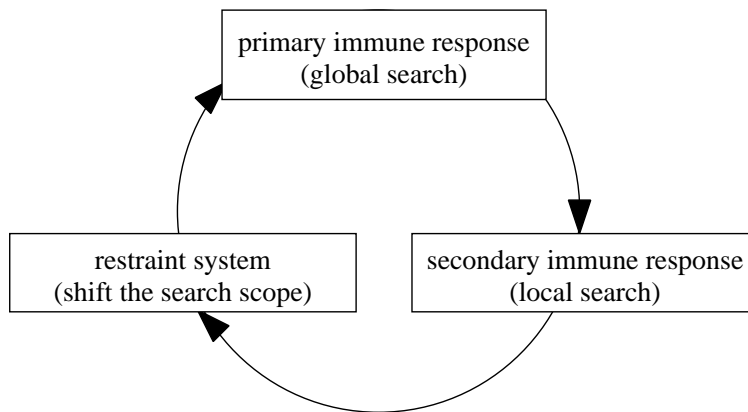 primary immune response
(global search)
restraint system
(shift the search scope)
secondary immune response
(local search)